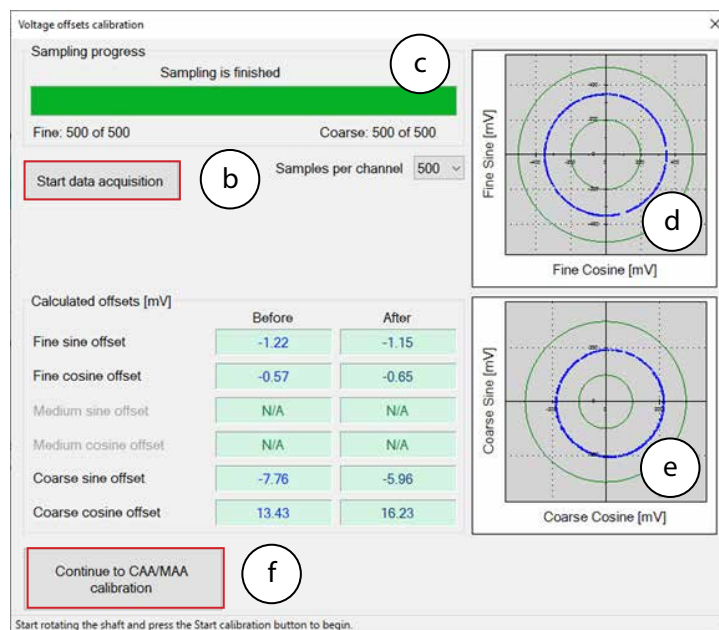 Voltage offsets calibration
Sampling progress
Sampling is finished
c
Fine: 500 of 500 Coarse: 500 of 500
Start data acquisition
b
Samples per channel 500
Fine Sine [mV]
d
Fine Cosine [mV]
Calculated offsets [mV]
Before After
Fine sine offset -1.22 -1.15
Fine cosine offset -0.57 -0.65
Medium sine offset N/A N/A
Medium cosine offset N/A N/A
Coarse sine offset -7.76 -5.96
Coarse cosine offset 13.43 16.23
Coarse Sine [mV]
e
Coarse Cosine [mV]
Continue to CAA/MAA
calibration
f
Start rotating the shaft and press the Start calibration button to begin.